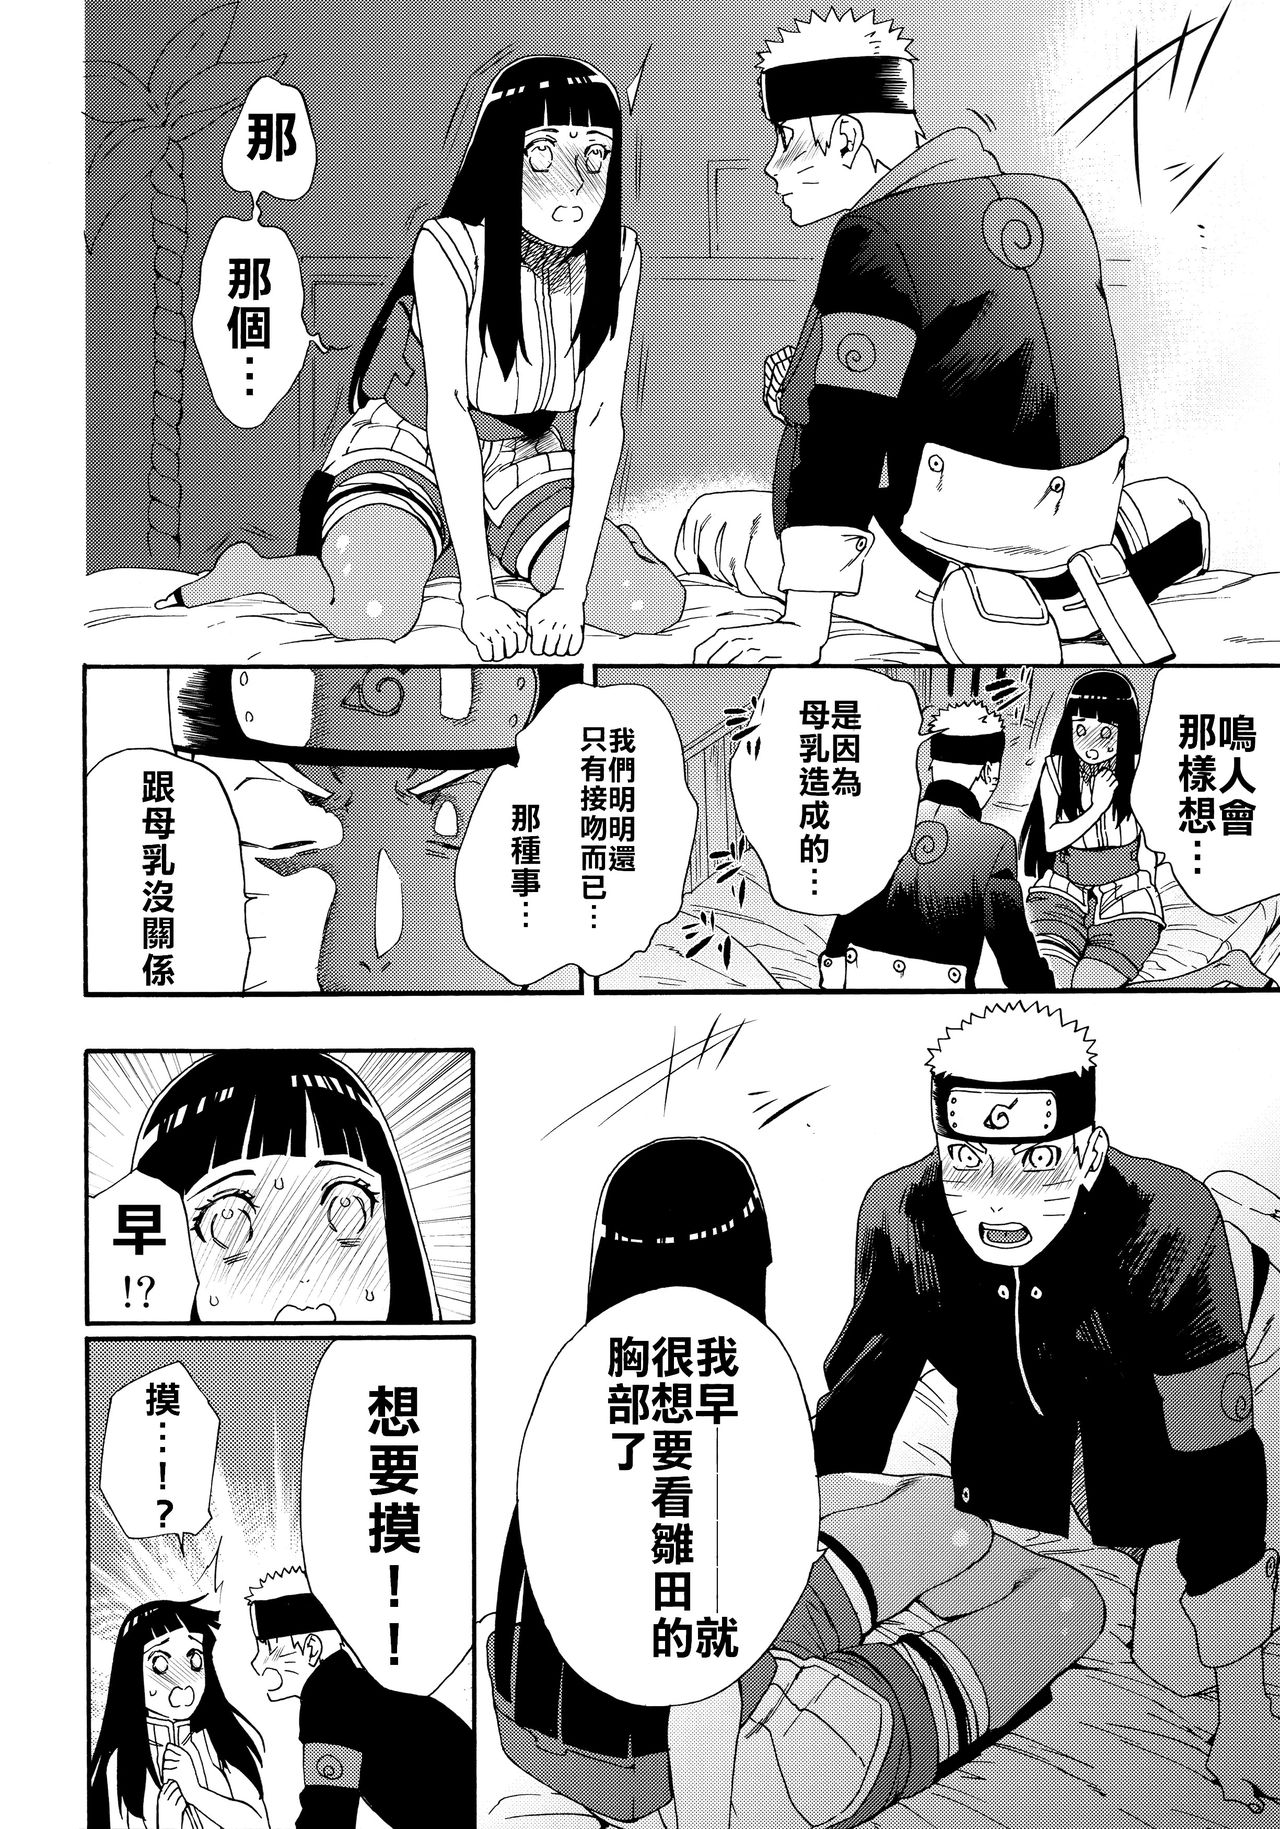 那
那個…
鳴人會
那樣想…
是因為
母乳造成的…
我們明明還
只有接吻而已…
那種事…
跟母乳沒關係
我早——就
很想要看雛田的
胸部了
早!?
想要摸！！
摸…!?